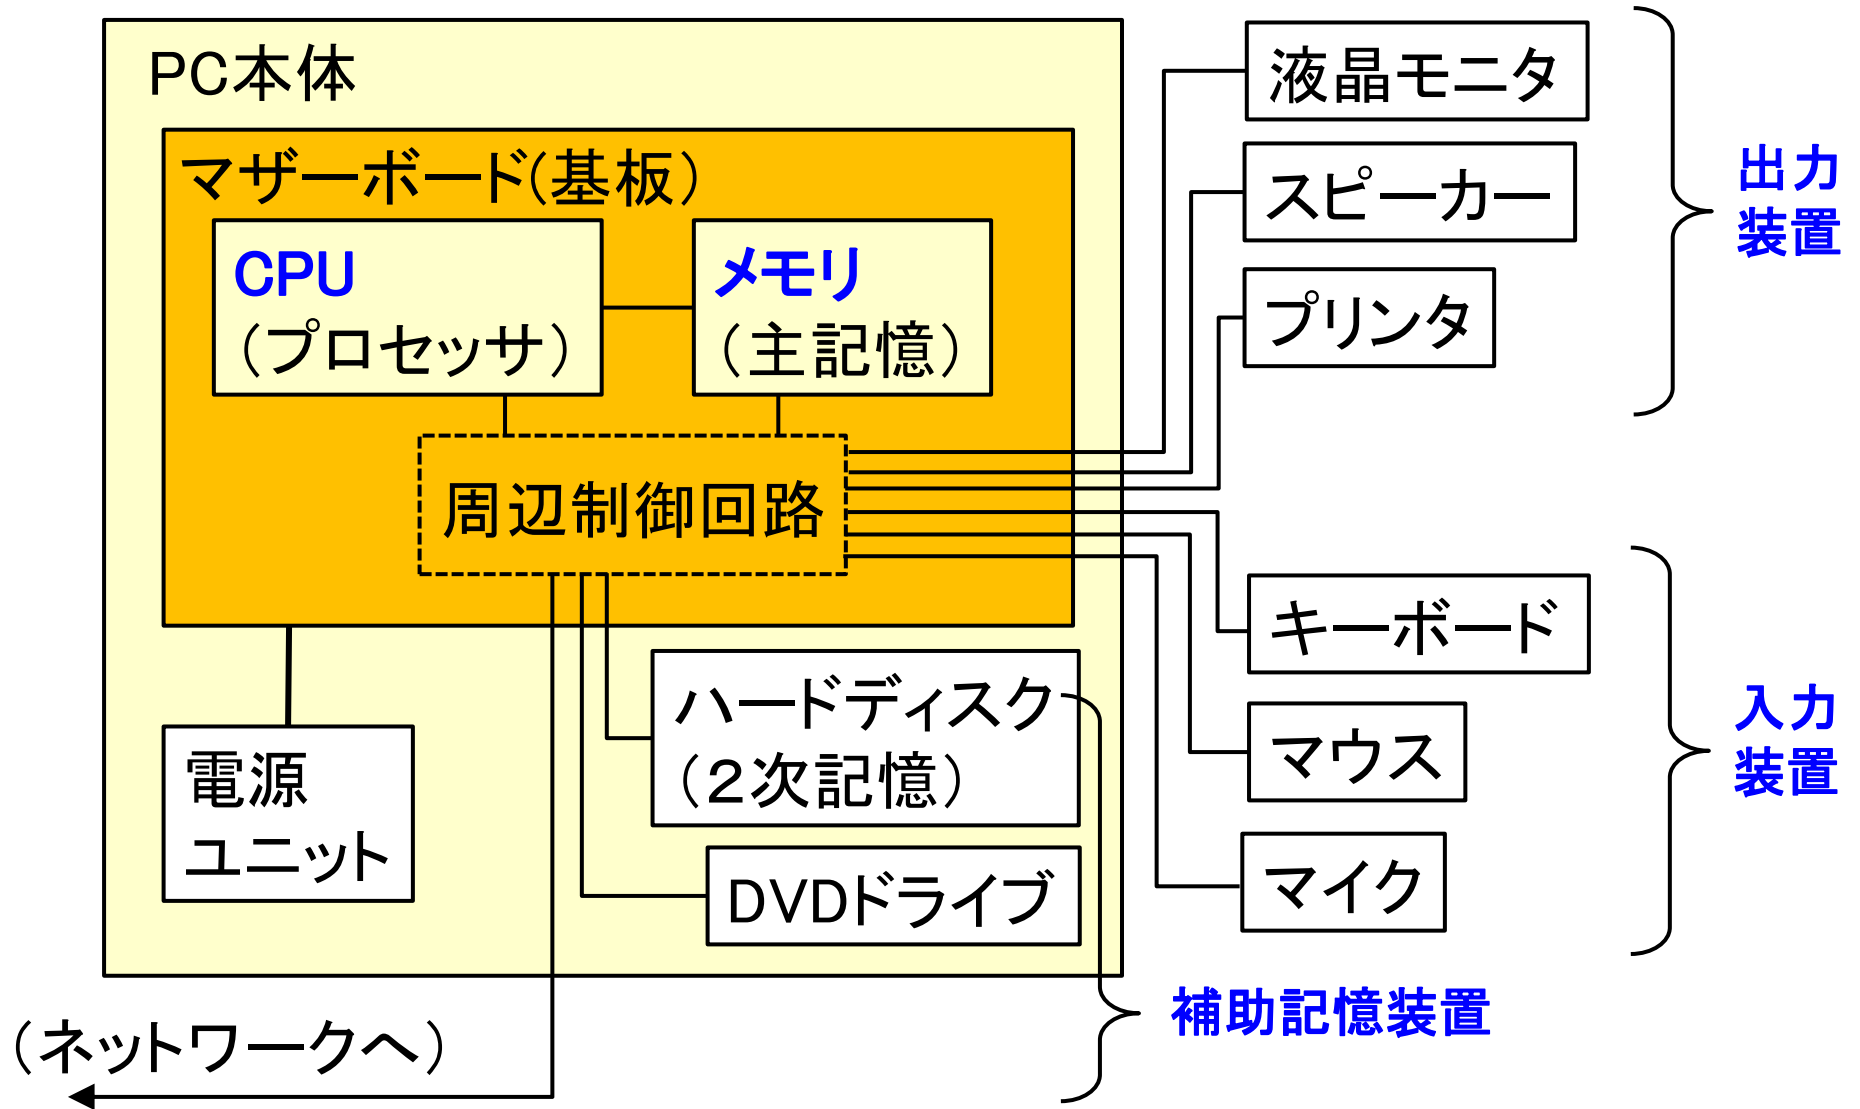 PC本体
マザーボード(基板)
CPU
(プロセッサ)
メモリ
(主記憶)
周辺制御回路
電源
ユニット
ハードディスク
(2次記憶)
DVDドライブ
(ネットワークへ)
液晶モニタ
スピーカー
プリンタ
出力
装置
キーボード
マウス
マイク
入力
装置
補助記憶装置